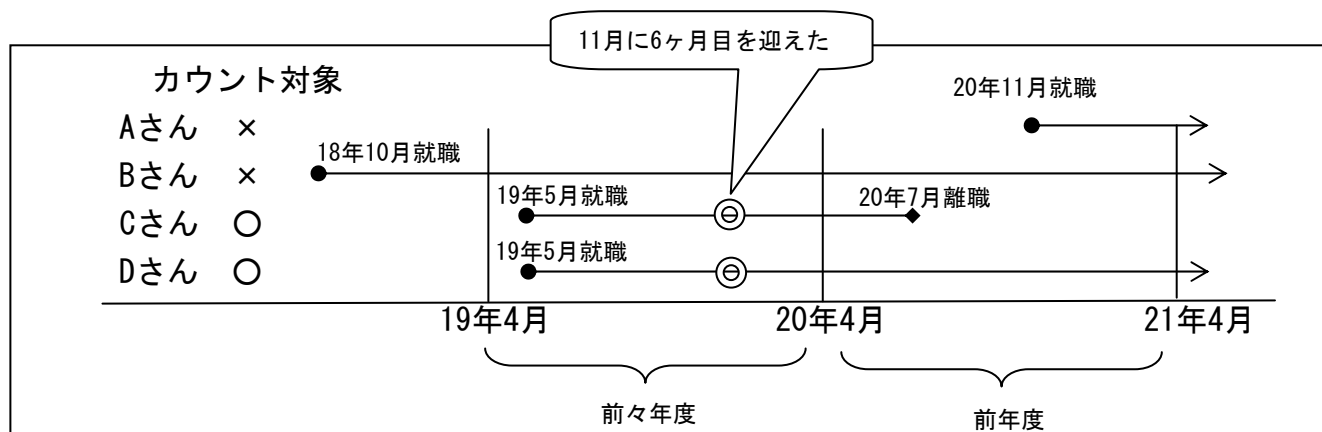 11月に6ヶ月目を迎えた
カウント対象
20年11月就職
Aさん ×
18年10月就職
Bさん ×
19年5月就職
20年7月離職
Cさん ○
19年5月就職
Dさん ○
19年4月
20年4月
21年4月
前々年度
前年度